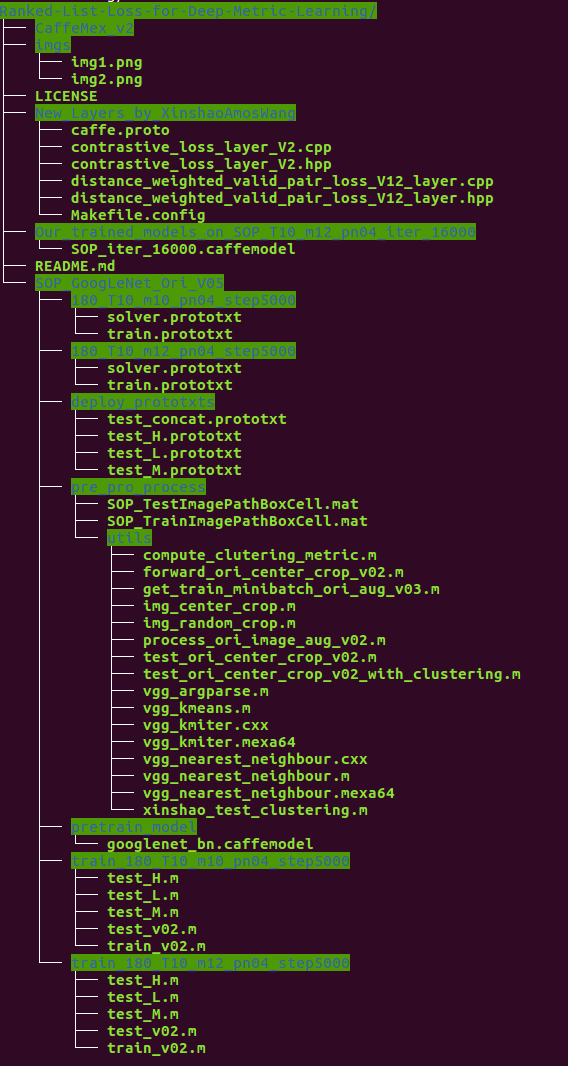 Ranked-List-Loss-for-Deep-Metric-Learning/
CaffeMex_v2
imgs
img1.png
img2.png
LICENSE
New_Layers_by_XinshaoAmosWang
caffe.proto
contrastive_loss_layer_V2.cpp
contrastive_loss_layer_V2.hpp
distance_weighted_valid_pair_loss_V12_layer.cpp
distance_weighted_valid_pair_loss_V12_layer.hpp
Makefile.config
Our_trained_models_on_SOP_T10_m12_pn04_iter_16000
SOP_iter_16000.caffemodel
README.md
SOP_GoogLeNet_Ori_V05
180_T10_m10_pn04_step5000
solver.prototxt
train.prototxt
180_T10_m12_pn04_step5000
solver.prototxt
train.prototxt
deploy_prototxts
test_concat.prototxt
test_H.prototxt
test_L.prototxt
test_M.prototxt
pre_pro_process
SOP_TestImagePathBoxCell.mat
SOP_TrainImagePathBoxCell.mat
utils
compute_clutering_metric.m
forward_ori_center_crop_v02.m
get_train_minibatch_ori_aug_v03.m
img_center_crop.m
img_random_crop.m
process_ori_image_aug_v02.m
test_ori_center_crop_v02.m
test_ori_center_crop_v02_with_clustering.m
vgg_argparse.m
vgg_kmeans.m
vgg_kmiter.cxx
vgg_kmiter.mexa64
vgg_nearest_neighbour.cxx
vgg_nearest_neighbour.m
vgg_nearest_neighbour.mexa64
xinshao_test_clustering.m
pretrain_model
googlenet_bn.caffemodel
train_180_T10_m10_pn04_step5000
test_H.m
test_L.m
test_M.m
test_v02.m
train_v02.m
train_180_T10_m12_pn04_step5000
test_H.m
test_L.m
test_M.m
test_v02.m
train_v02.m